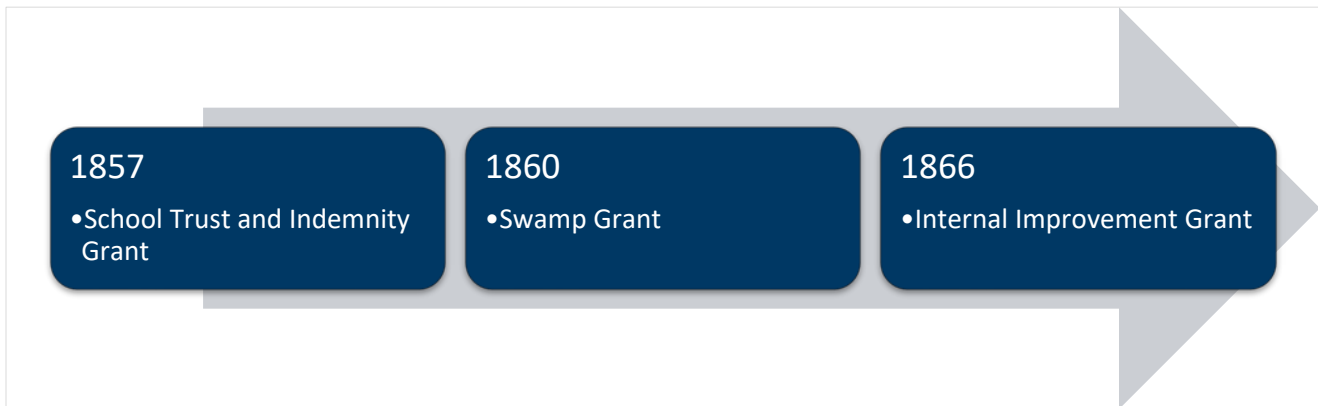 1857
•School Trust and Indemnity
Grant
1860
•Swamp Grant
1866
•Internal Improvement Grant